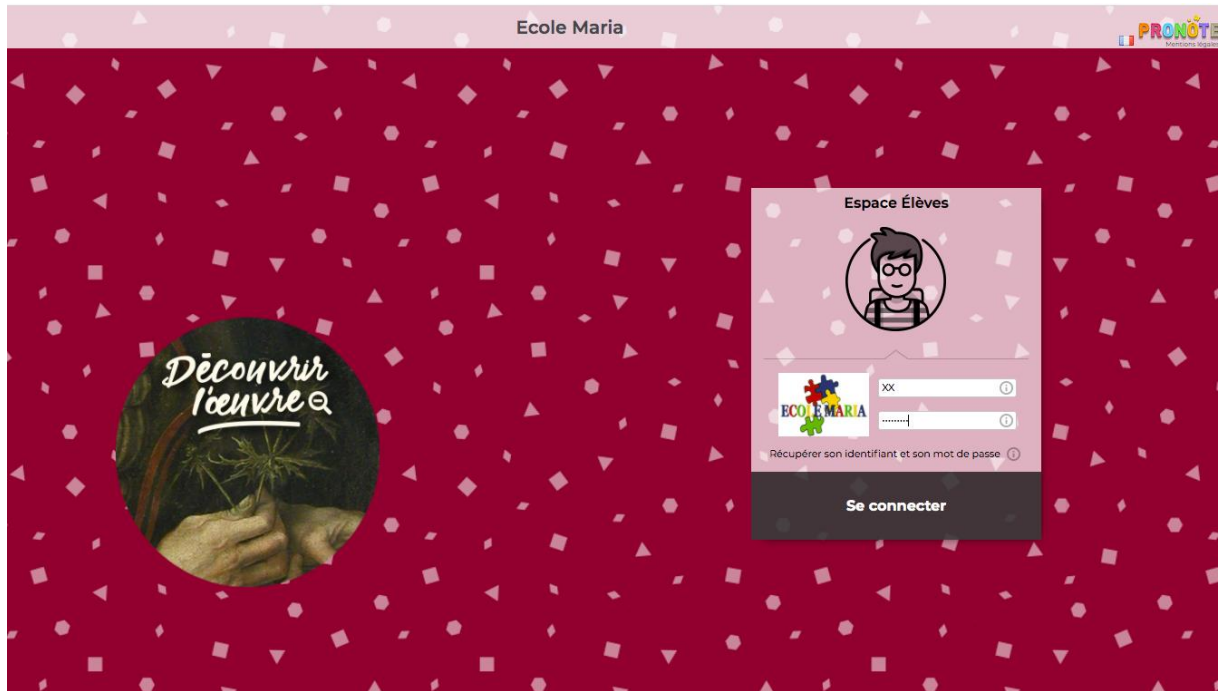 Ecole Maria
PRONOTE
Mentions légales
Espace Élèves
Découvrir
l'œuvre
ECOLE MARIA
XX
.........
Récupérer son identifiant et son mot de passe
Se connecter